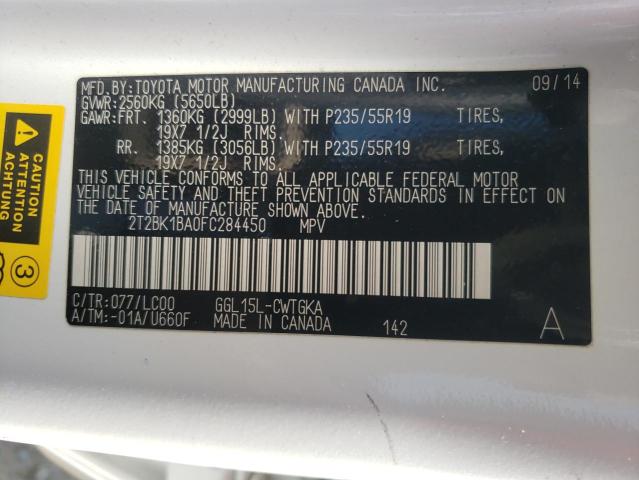 MFD.BY:TOYOTA MOTOR MANUFACTURING CANADA INC. 09/14
GVWR:2560KG (5650LB)
GAWR:FRT. 1360KG (2999LB) WITH P235/55R19 TIRES,
19X7 1/2J RIMS.
RR. 1385KG (3056LB) WITH P235/55R19 TIRES,
19X7 1/2J RIMS.
THIS VEHICLE CONFORMS TO ALL APPLICABLE FEDERAL MOTOR
VEHICLE SAFETY AND THEFT PREVENTION STANDARDS IN EFFECT ON
THE DATE OF MANUFACTURE SHOWN ABOVE.
2T2BK1BA0FC284450 MPV
C/TR:077/LC00 GGL15L-CWTGKA
A/TM:-01A/U660F MADE IN CANADA 142 A
CAUTION
ATTENTION
ACHTUNG
3